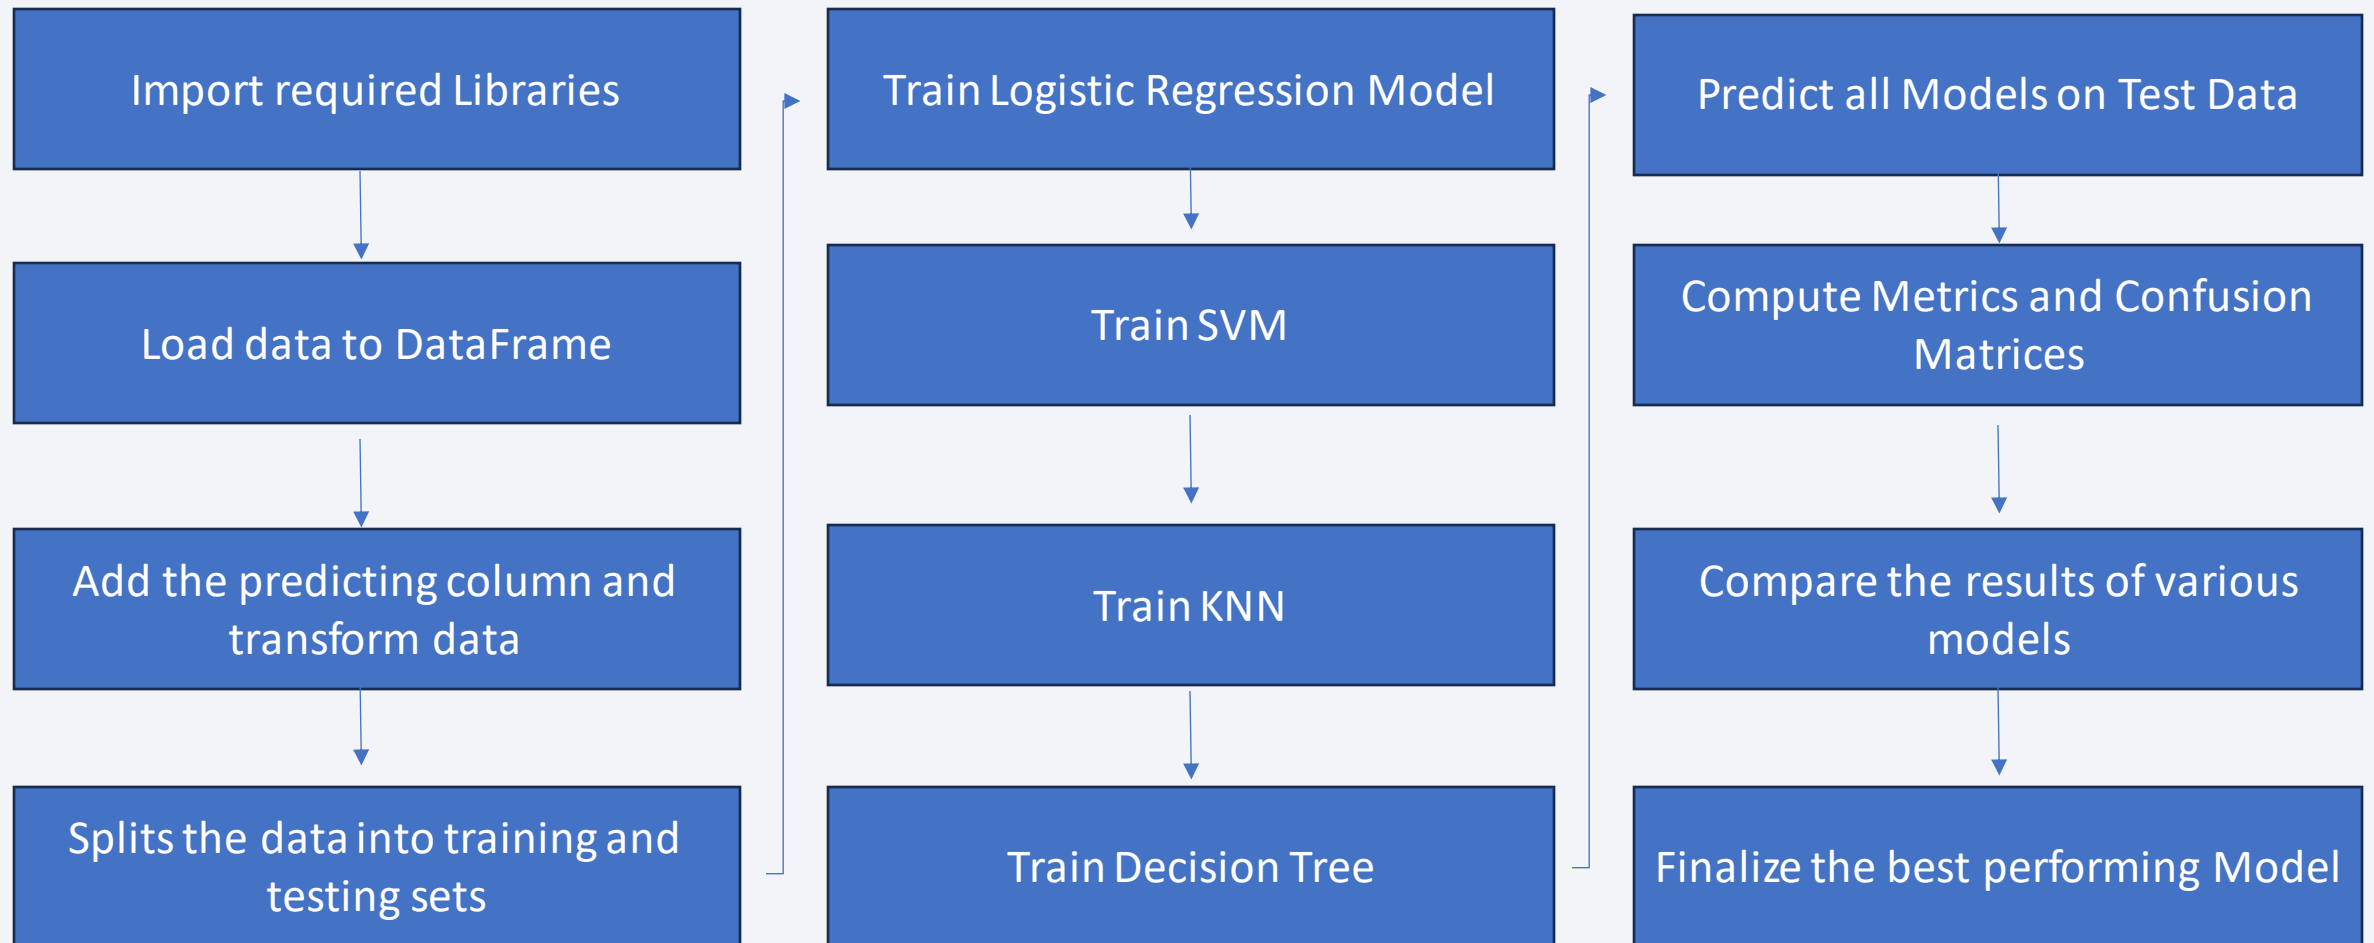 Import required Libraries
Load data to DataFrame
Add the predicting column and
transform data
Splits the data into training and
testing sets
Train Logistic Regression Model
Train SVM
Train KNN
Train Decision Tree
Predict all Models on Test Data
Compute Metrics and Confusion
Matrices
Compare the results of various
models
Finalize the best performing Model